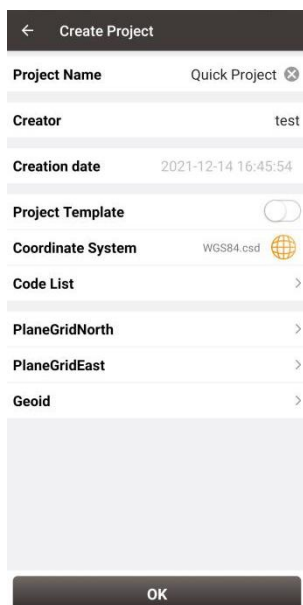 Create Project
Project Name Quick Project
Creator test
Creation date 2021-12-14 16:45:54
Project Template
Coordinate System WGS84.csd
Code List
PlaneGridNorth
PlaneGridEast
Geoid
OK